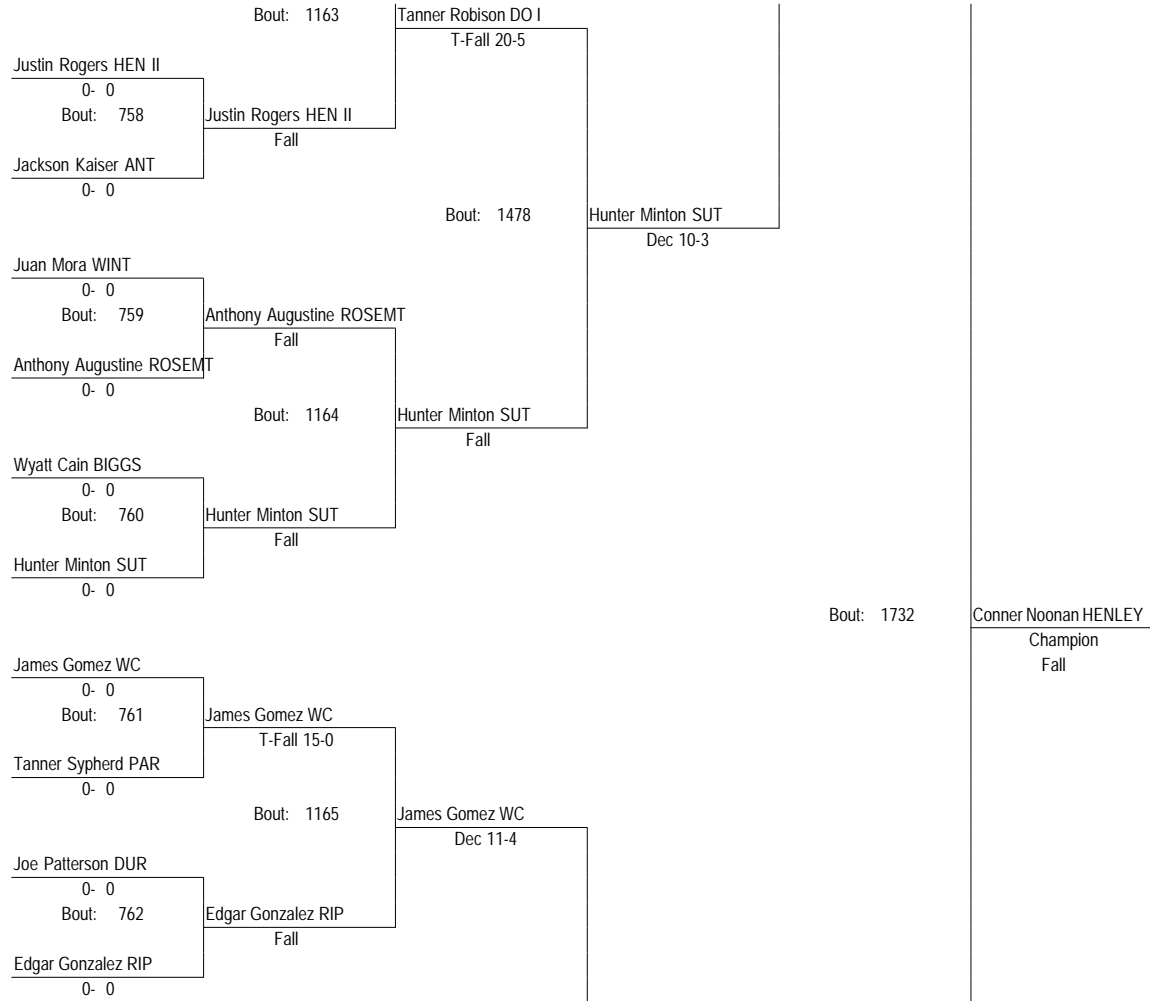 Bout: 1163 Tanner Robison DO I
T-Fall 20-5
Justin Rogers HEN II
0- 0
Bout: 758 Justin Rogers HEN II
Fall
Jackson Kaiser ANT
0- 0
Bout: 1478 Hunter Minton SUT
Dec 10-3
Juan Mora WINT
0- 0
Bout: 759 Anthony Augustine ROSEMT
Fall
Anthony Augustine ROSEMT
0- 0
Bout: 1164 Hunter Minton SUT
Fall
Wyatt Cain BIGGS
0- 0
Bout: 760 Hunter Minton SUT
Fall
Hunter Minton SUT
0- 0
Bout: 1732 Conner Noonan HENLEY
Champion
Fall
James Gomez WC
0- 0
Bout: 761 James Gomez WC
T-Fall 15-0
Tanner Sypherd PAR
0- 0
Bout: 1165 James Gomez WC
Dec 11-4
Joe Patterson DUR
0- 0
Bout: 762 Edgar Gonzalez RIP
Fall
Edgar Gonzalez RIP
0- 0